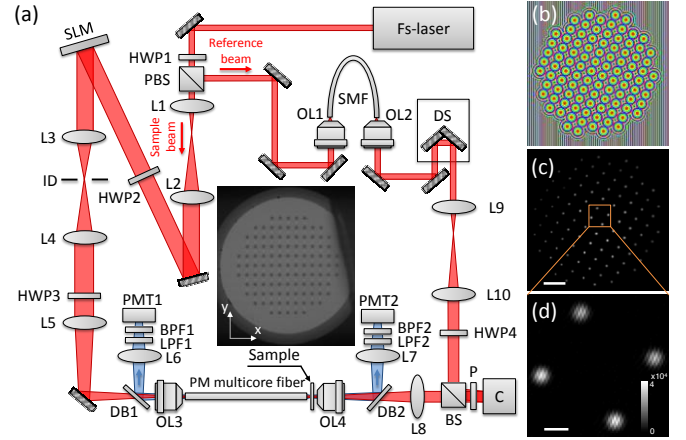 (a)
SLM
Fs-laser
HWP1
Reference
beam
PBS
L1
SMF
OL1
OL2
DS
Sample
beam
L3
ID
HWP2
L2
L9
L4
HWP3
L5
PMT1
BPF1
LPF1
L6
y
x
PMT2
BPF2
LPF2
L7
L10
HWP4
Sample
PM multicore fiber
DB1
OL3
OL4
DB2
L8
BS
P
C
(b)
(c)
(d)
4
x10⁴
0